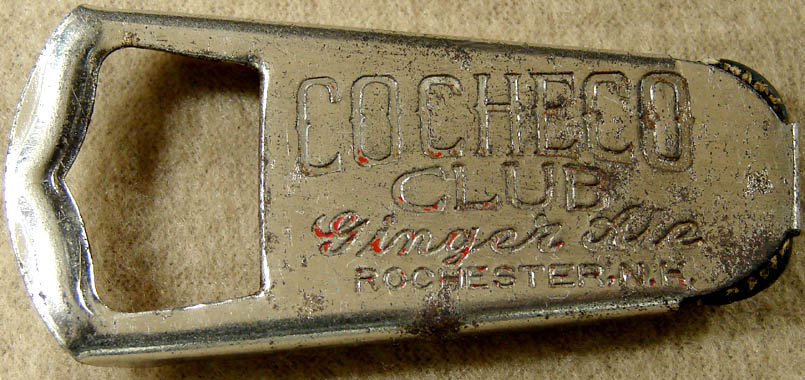 COCHECO
CLUB
Ginger Ale
ROCHESTER, N.H.